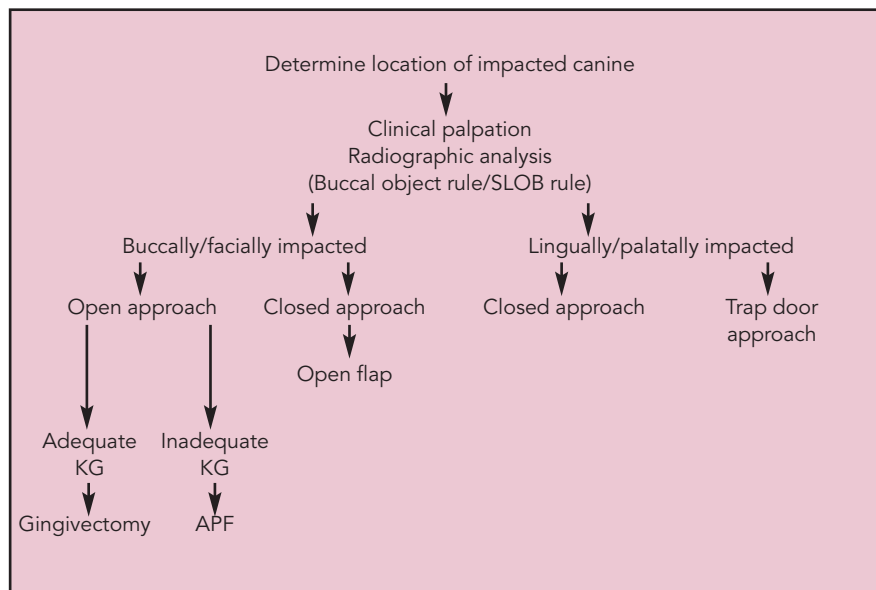 Determine location of impacted canine
Clinical palpation
Radiographic analysis
(Buccal object rule/SLOB rule)
Buccally/facially impacted
Lingually/palatally impacted
Open approach
Closed approach
Closed approach
Trap door
approach
Open flap
Adequate
KG
Inadequate
KG
Gingivectomy
APF